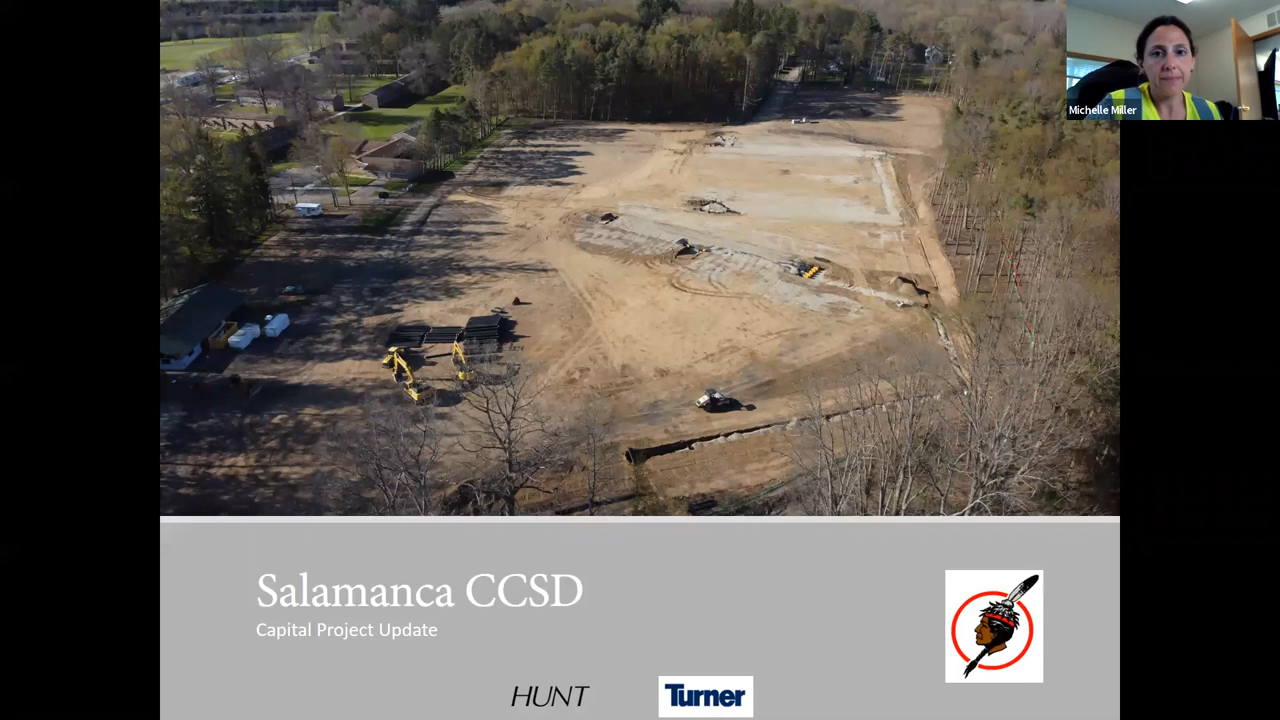 Michelle Miller
Salamanca CCSD
Capital Project Update
HUNT
Turner